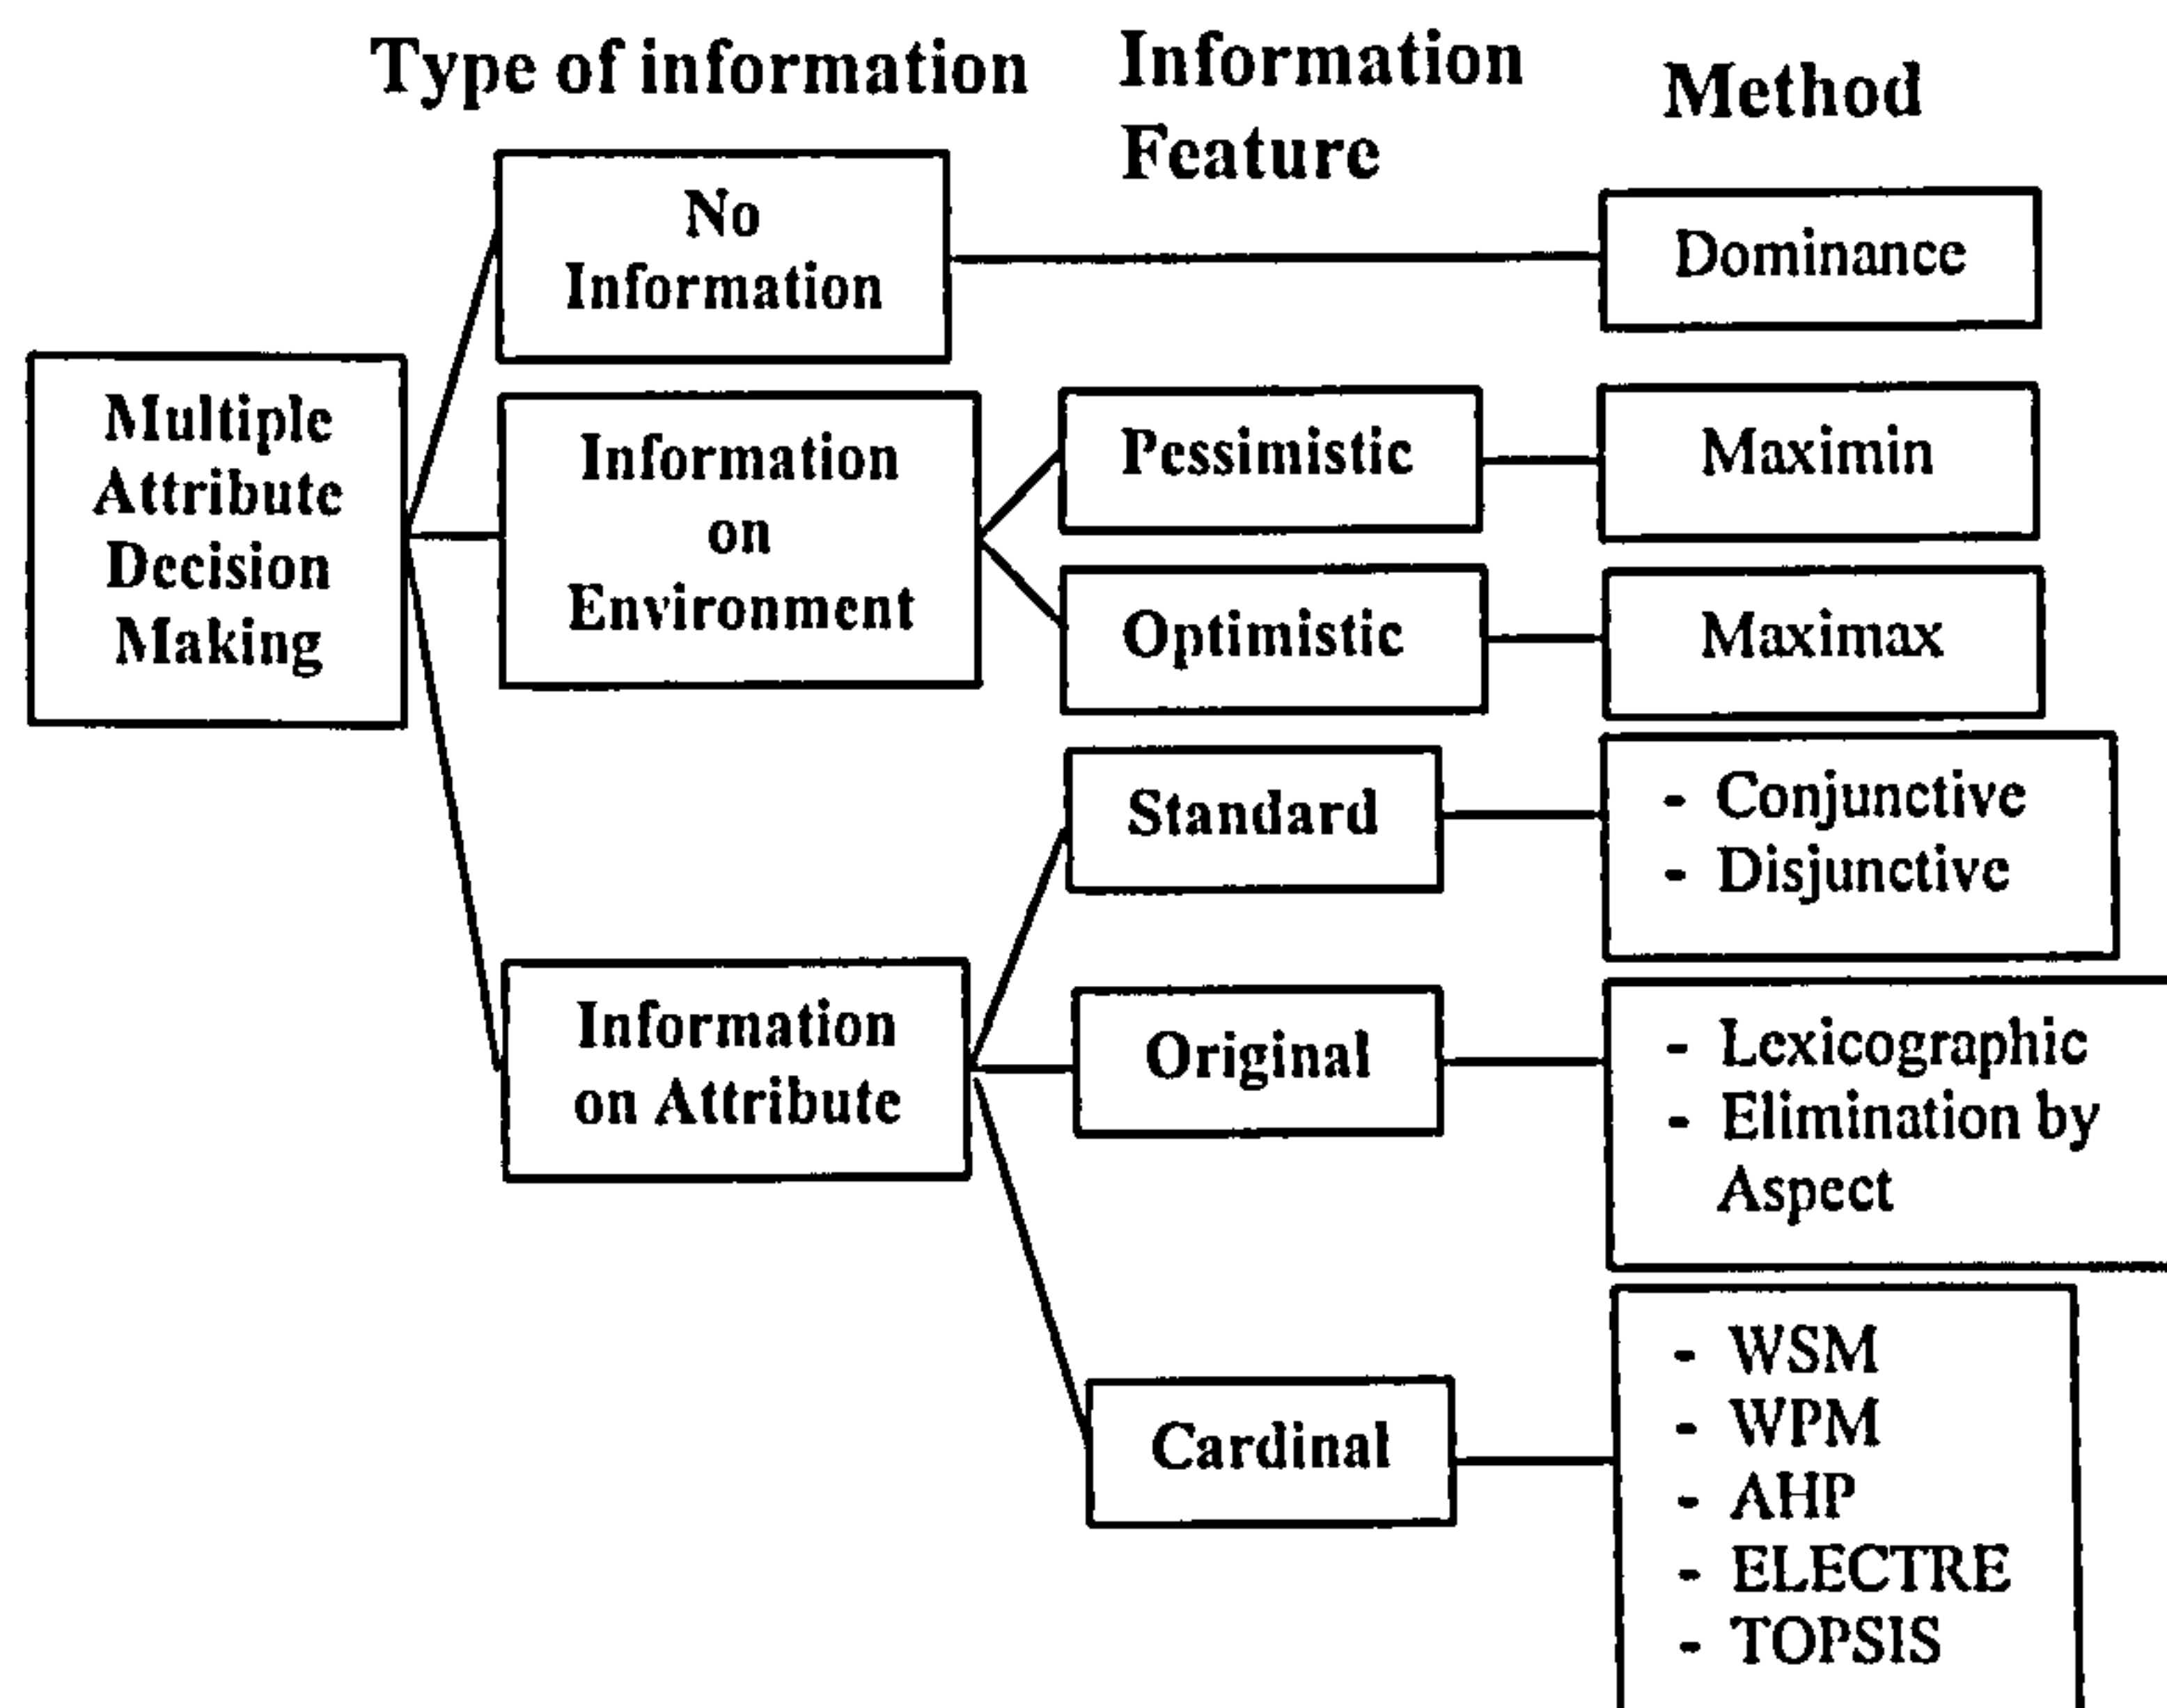 Type of information
Information
Feature
Method
No
Information
Dominance
Multiple
Attribute
Decision
Making
Information
on
Environment
Pessimistic
Maximin
Optimistic
Maximax
Standard
- Conjunctive
- Disjunctive
Information
on Attribute
Original
- Lexicographic
- Elimination by
Aspect
Cardinal
- WSM
- WPM
- AHP
- ELECTRE
- TOPSIS